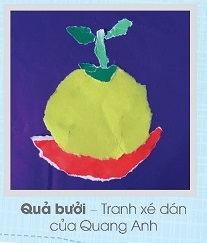 Quả bưởi – Tranh xé dán
của Quang Anh